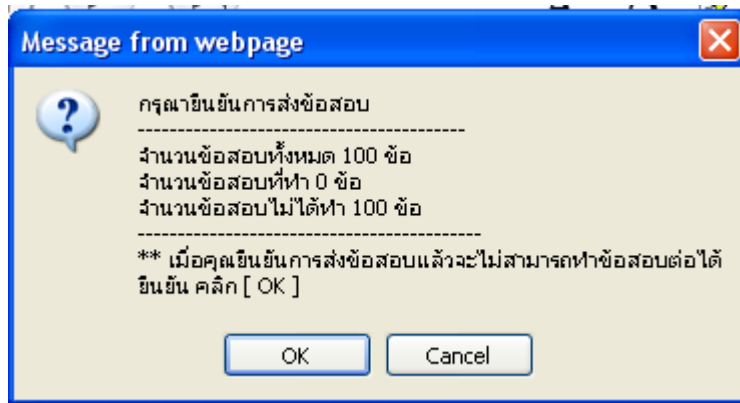 Message from webpage
กรุณายืนยันการส่งข้อสอบ
-----------------------------------------
จำนวนข้อสอบทั้งหมด 100 ข้อ
จำนวนข้อสอบที่ทำ 0 ข้อ
จำนวนข้อสอบไม่ได้ทำ 100 ข้อ
-------------------------------------------
** เมื่อคุณยืนยันการส่งข้อสอบแล้วจะไม่สามารถทำข้อสอบต่อได้
ยืนยัน คลิก [ OK ]
OK
Cancel